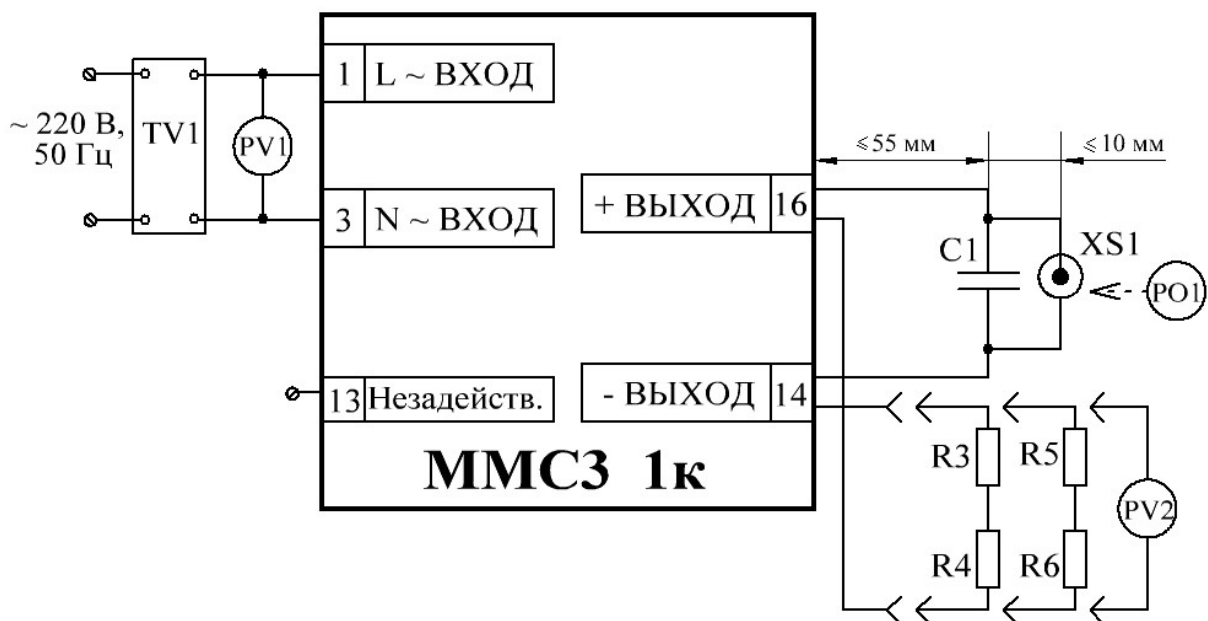 ~ 220 В,
50 Гц
TV1
PV1
1 L ~ ВХОД
3 N ~ ВХОД
13 Незадейств.
+ ВЫХОД 16
- ВЫХОД 14
ММС3 1к
⩽55 мм
⩽10 мм
C1
XS1
PO1
R3
R5
PV2
R4
R6